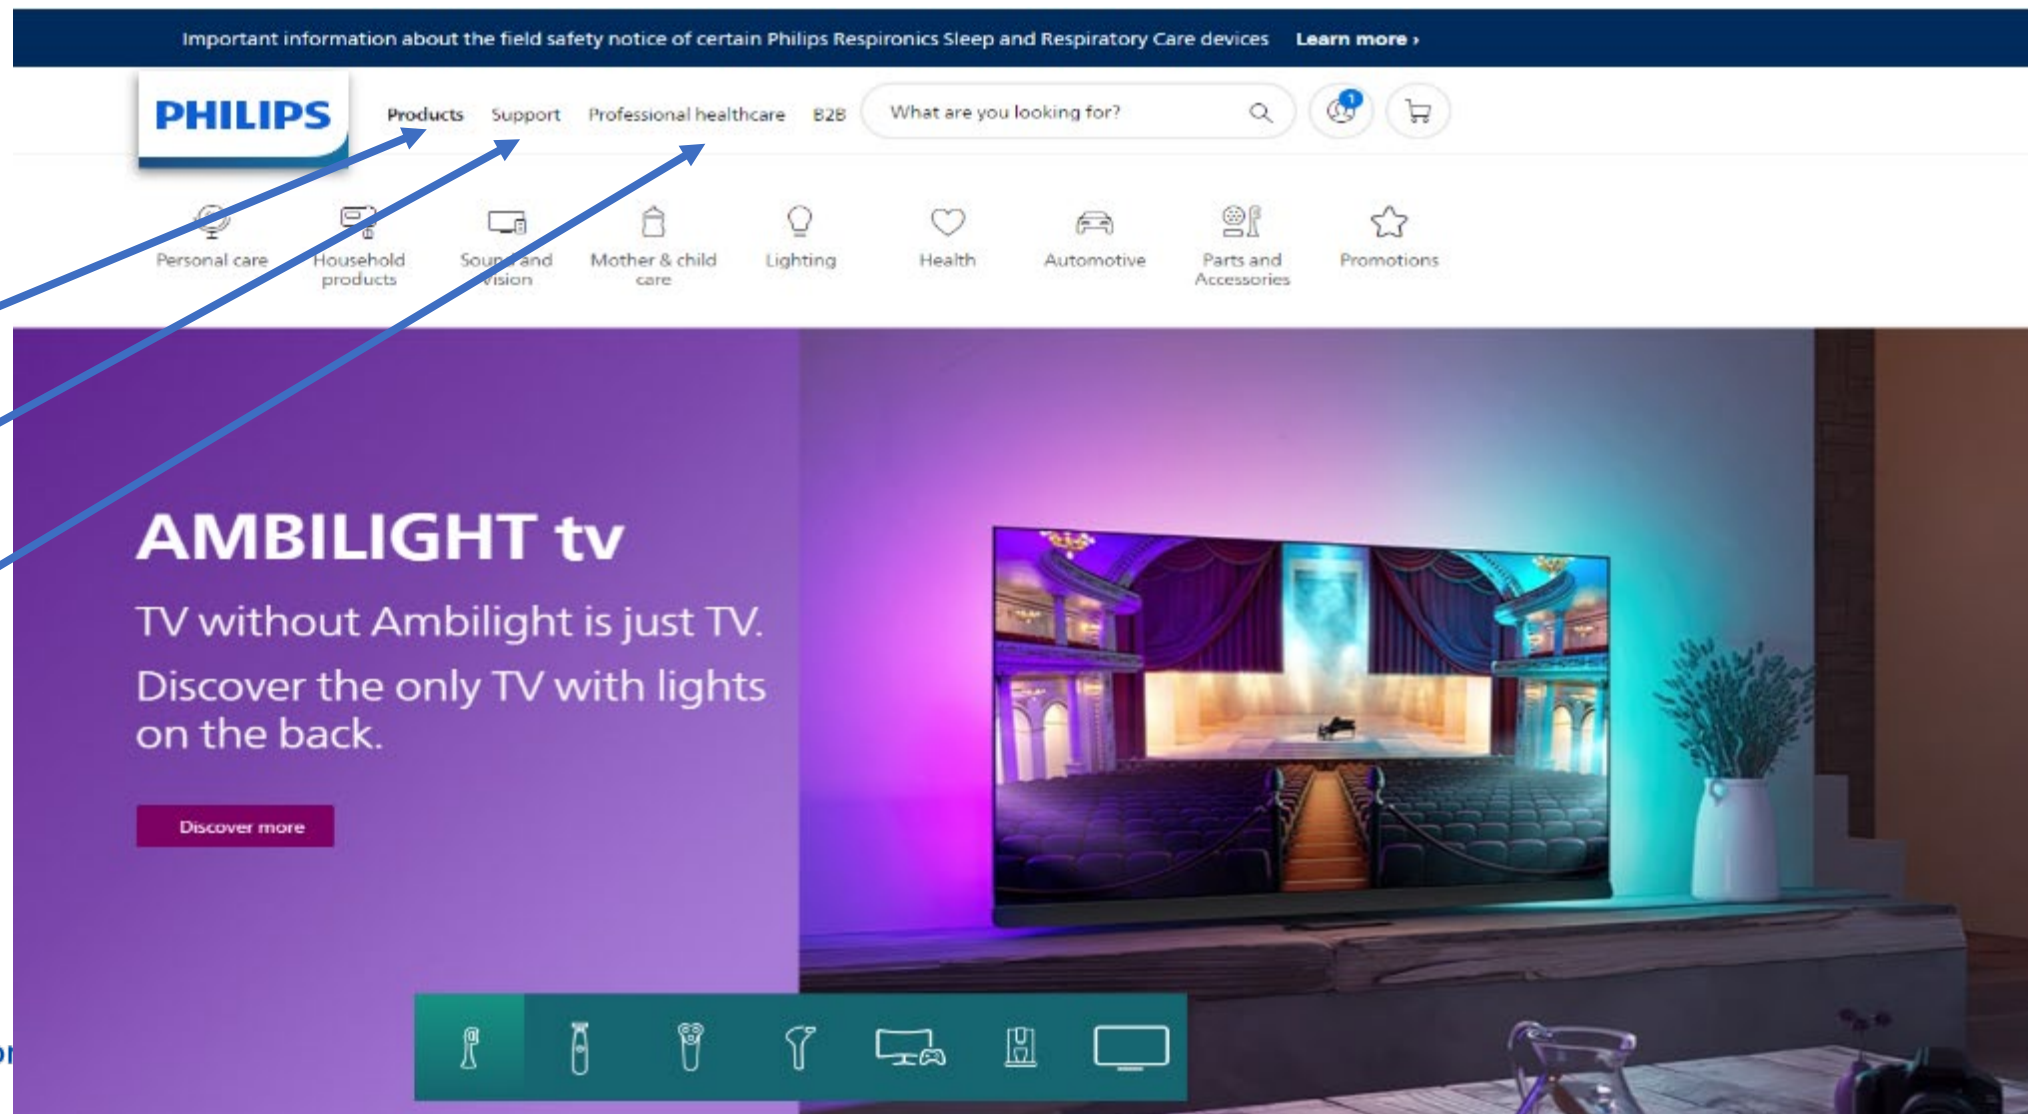 Important information about the field safety notice of certain Philips Respironics Sleep and Respiratory Care devices Learn more ›
PHILIPS
Products Support Professional healthcare B2B What are you looking for? 1
Personal care Household products Sound and vision Mother & child care Lighting Health Automotive Parts and Accessories Promotions
AMBILIGHT tv
TV without Ambilight is just TV.
Discover the only TV with lights
on the back.
Discover more